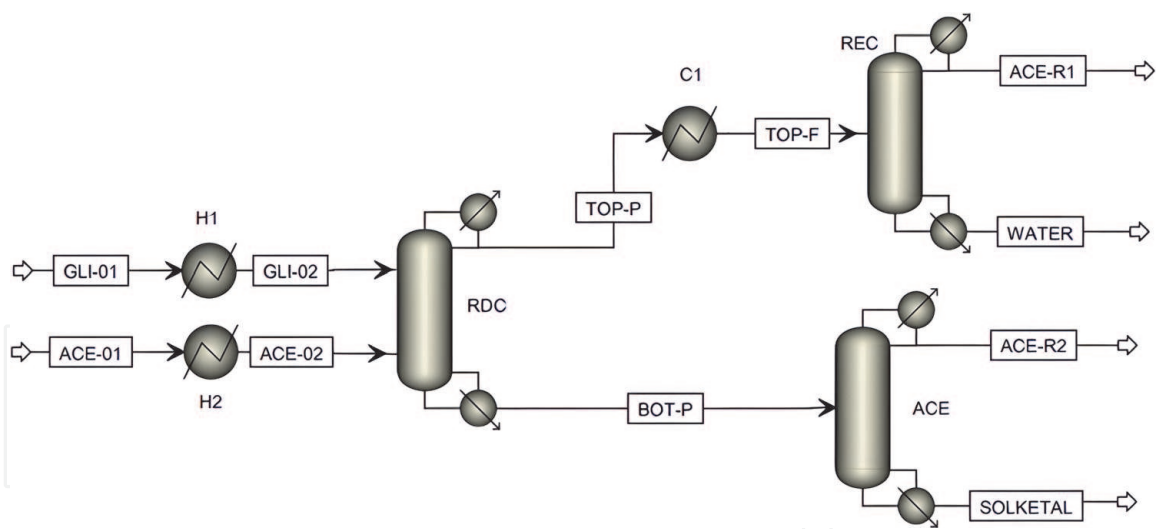 REC
ACE-R1
C1
TOP-F
H1
TOP-P
WATER
GLI-01
GLI-02
RDC
ACE-01
ACE-02
ACE-R2
H2
BOT-P
ACE
SOLKETAL